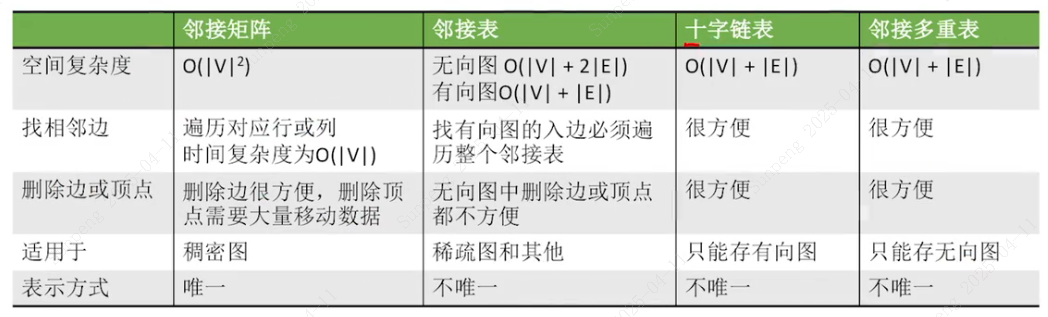 邻接矩阵 邻接表 十字链表 邻接多重表
空间复杂度 O(|V|²) 无向图 O(|V| + 2|E|) O(|V| + |E|) O(|V| + |E|)
有向图O(|V| + |E|)
找相邻边 遍历对应行或列 找有向图的入边必须遍 很方便 很方便
时间复杂度为O(|V|) 历整个邻接表
删除边或顶点 删除边很方便，删除顶 无向图中删除边或顶点 很方便 很方便
点需要大量移动数据 都不方便
适用于 稠密图 稀疏图和其他 只能存有向图 只能存无向图
表示方式 唯一 不唯一 不唯一 不唯一